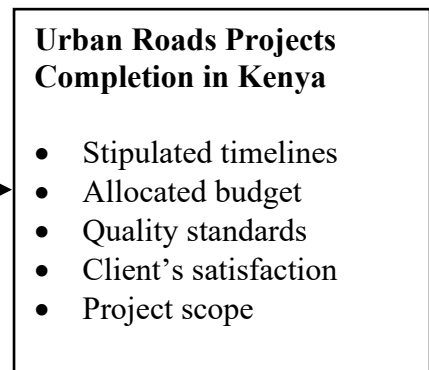 Urban Roads Projects
Completion in Kenya
• Stipulated timelines
• Allocated budget
• Quality standards
• Client’s satisfaction
• Project scope